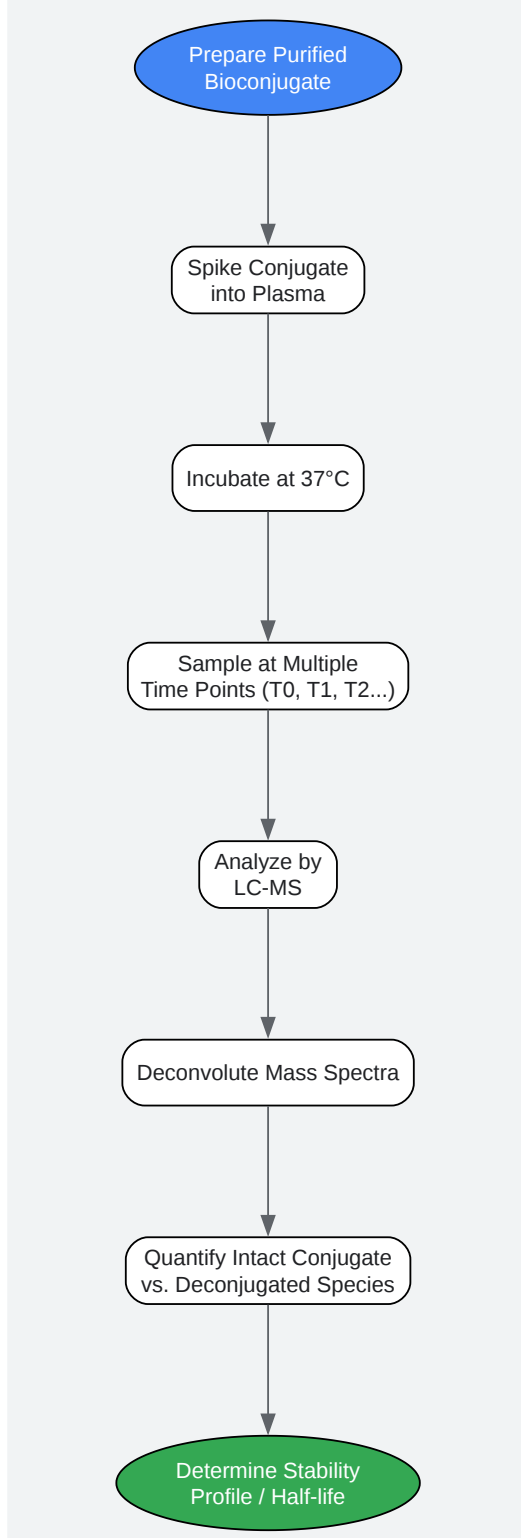 Prepare Purified
Bioconjugate
Spike Conjugate
into Plasma
Incubate at 37°C
Sample at Multiple
Time Points (T0, T1, T2...)
Analyze by
LC-MS
Deconvolute Mass Spectra
Quantify Intact Conjugate
vs. Deconjugated Species
Determine Stability
Profile / Half-life